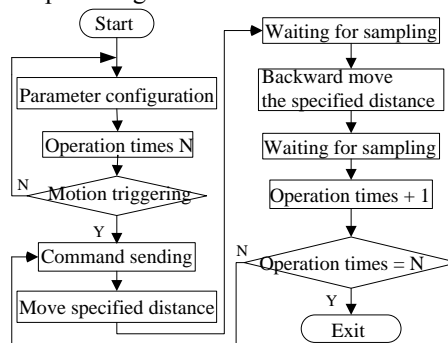 Start
Parameter configuration
Operation times N
Motion triggering
N
Y
Command sending
Move specified distance
Waiting for sampling
Backward move
the specified distance
Waiting for sampling
Operation times + 1
Operation times = N
N
Y
Exit